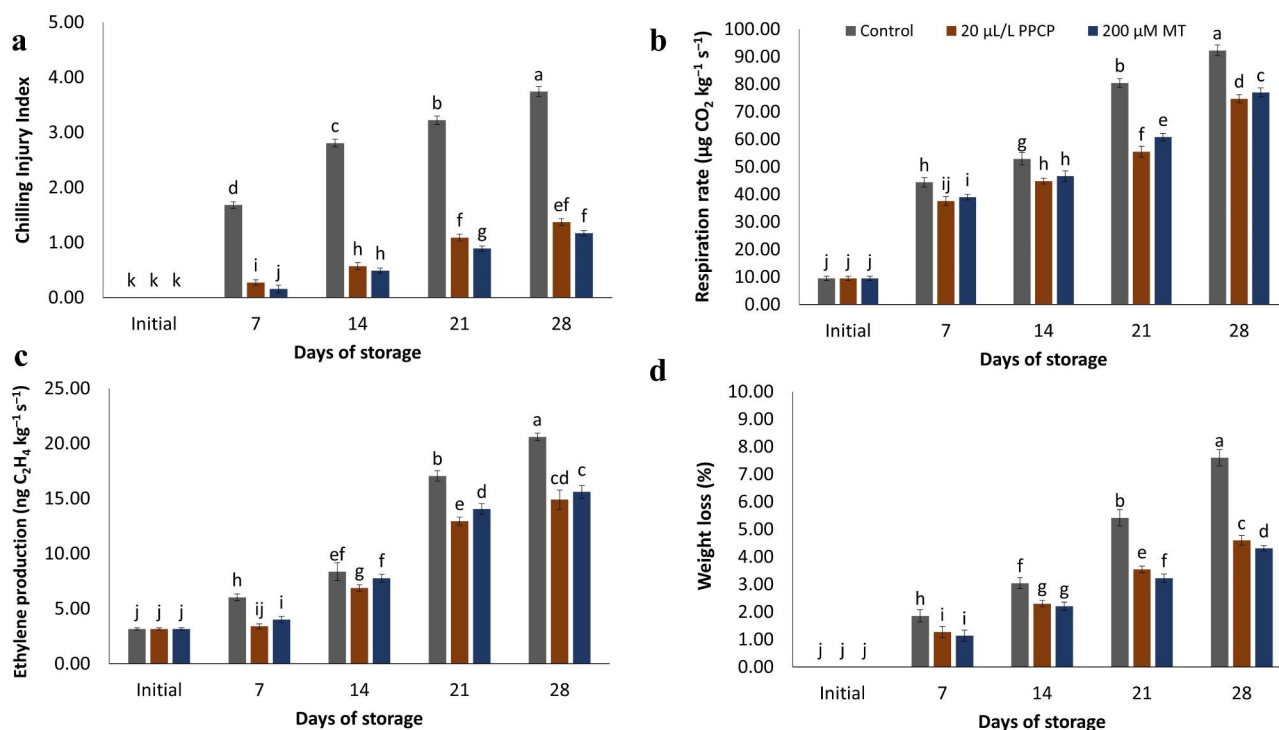 a
Chilling Injury Index
5.00
4.00
3.00
2.00
1.00
0.00
k k k
d i j
c h h
b f g
a ef f
Initial 7 14 21 28
Days of storage
b
Control 20 µL/L PPCP 200 µM MT
Respiration rate (µg CO₂ kg⁻¹ s⁻¹)
100.00
90.00
80.00
70.00
60.00
50.00
40.00
30.00
20.00
10.00
0.00
j j j
h ij i
g h h
b f e
a d c
Initial 7 14 21 28
Days of storage
c
Ethylene production (ng C₂H₄ kg⁻¹ s⁻¹)
25.00
20.00
15.00
10.00
5.00
0.00
j j j
h ij i
ef g f
b e d
a cd c
Initial 7 14 21 28
Days of storage
d
Weight loss (%)
10.00
9.00
8.00
7.00
6.00
5.00
4.00
3.00
2.00
1.00
0.00
j j j
h i i
f g g
b e f
a c d
Initial 7 14 21 28
Days of storage